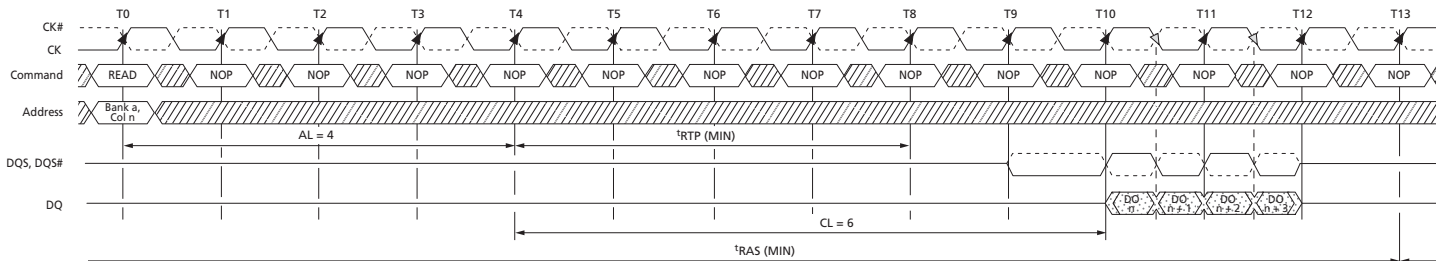 T0 T1 T2 T3 T4 T5 T6 T7 T8 T9 T10 T11 T12 T13
CK#
CK
Command READ NOP NOP NOP NOP NOP NOP NOP NOP NOP NOP NOP NOP NOP
Address Bank a,
Col n
AL = 4 tRTP (MIN)
DQS, DQS#
DQ DO
n DO
n + 1 DO
n + 2 DO
n + 3
CL = 6
tRAS (MIN)